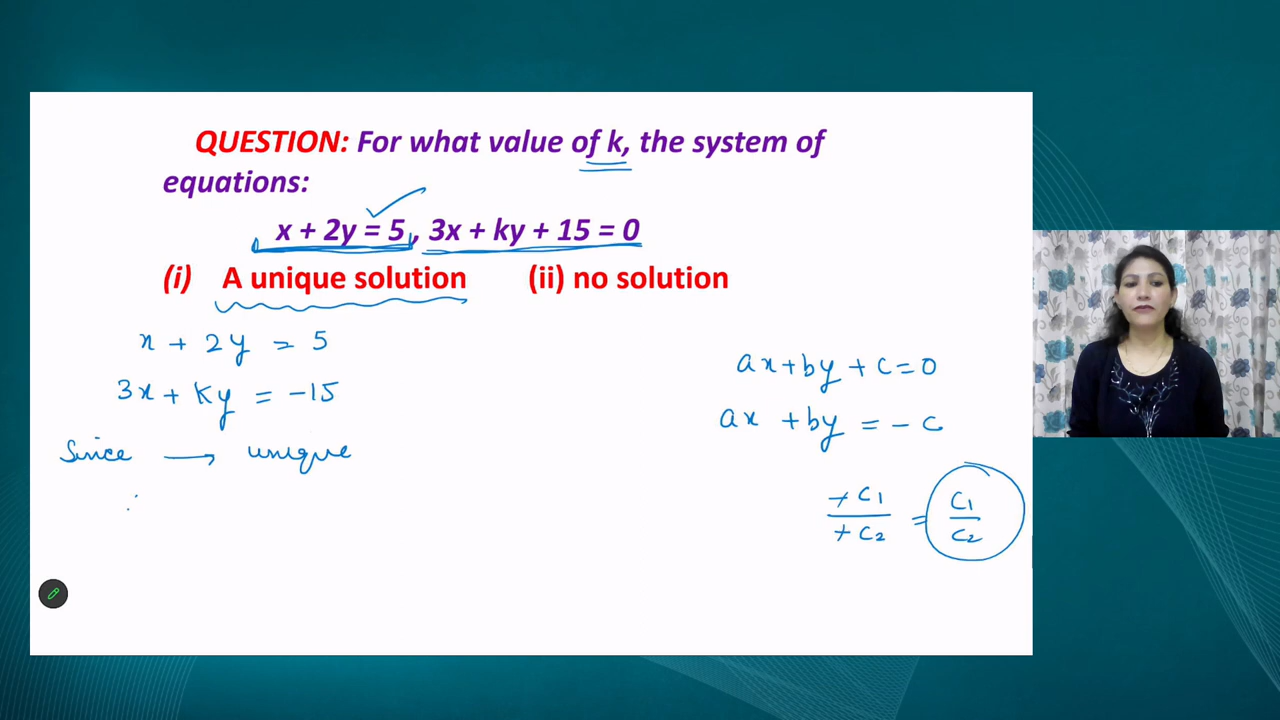 QUESTION: For what value of k, the system of
equations:
x + 2y = 5 , 3x + ky + 15 = 0
(i) A unique solution (ii) no solution
x + 2y = 5
3x + ky = -15
Since → unique
∴
ax + by + c = 0
ax + by = - c
+ C1 / + C2 = C1 / C2